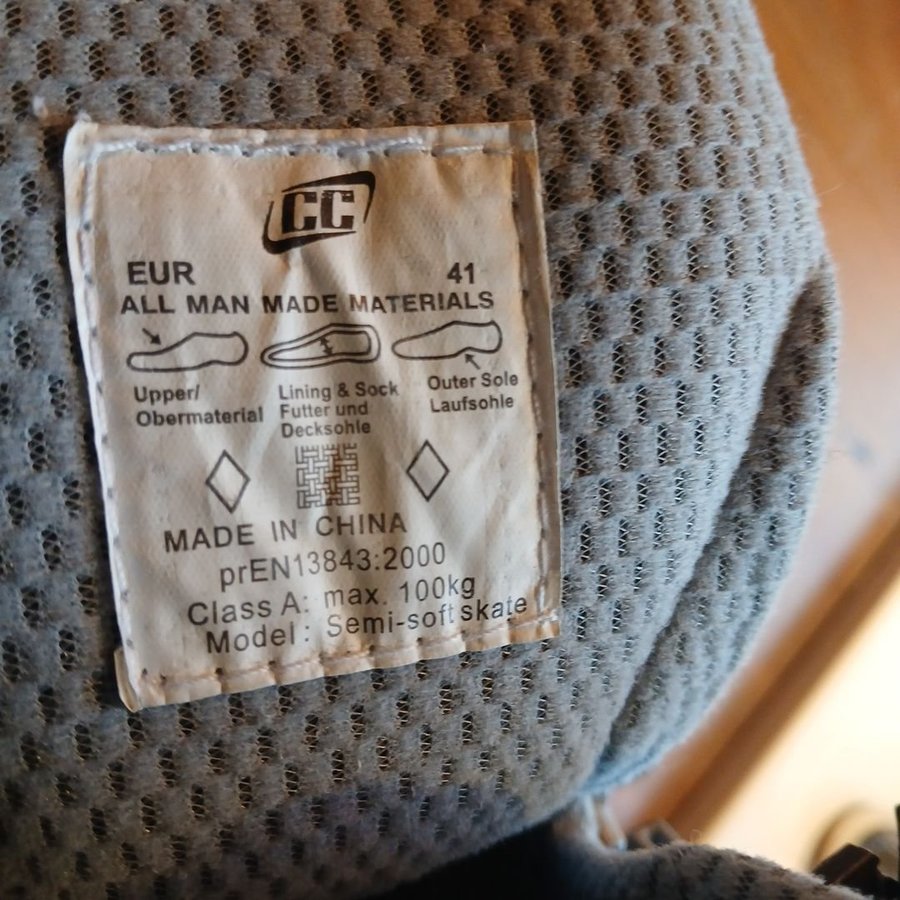 CC
EUR 41
ALL MAN MADE MATERIALS
Upper/
Obermaterial
Lining & Sock
Futter und
Decksohle
Outer Sole
Laufsohle
MADE IN CHINA
prEN13843:2000
Class A: max. 100kg
Model: Semi-soft skate